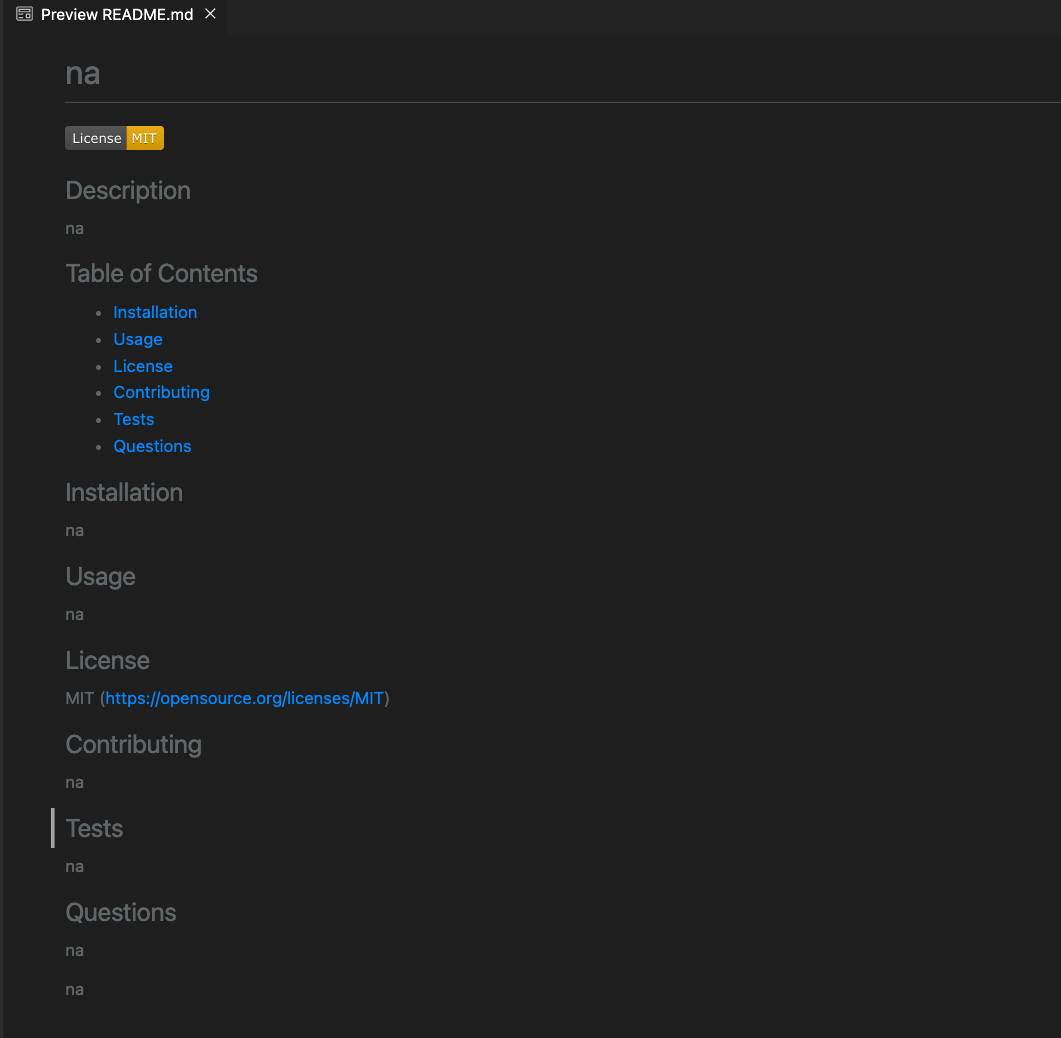 Preview README.md
na
License MIT
Description
na
Table of Contents
Installation
Usage
License
Contributing
Tests
Questions
Installation
na
Usage
na
License
MIT (https://opensource.org/licenses/MIT)
Contributing
na
Tests
na
Questions
na
na